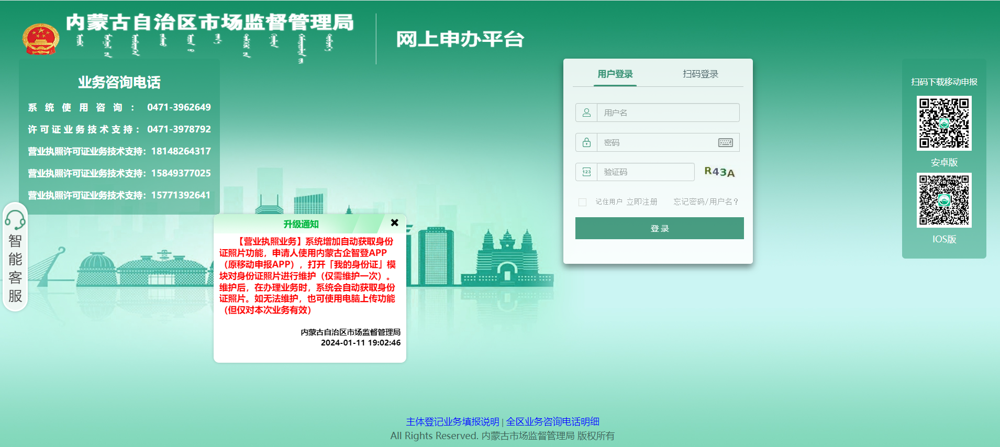 内蒙古自治区市场监督管理局
网上申办平台
业务咨询电话
系统使用咨询： 0471-3962649
许可证业务技术支持： 0471-3978792
营业执照许可证业务技术支持：18148264317
营业执照许可证业务技术支持：15849377025
营业执照许可证业务技术支持：15771392641
智能客服
升级通知
【营业执照业务】系统增加自动获取身份
证照片功能，申请人使用内蒙古企智登APP
（原移动申报APP），打开「我的身份证」模
块对身份证照片进行维护（仅需维护一次）。
维护后，在办理业务时，系统会自动获取身份
证照片。如无法维护，也可使用电脑上传功能
（但仅对本次业务有效）
内蒙古自治区市场监督管理局
2024-01-11 19:02:46
用户登录 扫码登录
用户名
密码
123 验证码 R43A
记住用户 立即注册 忘记密码/用户名？
登 录
扫码下载移动申报
安卓版
IOS版
主体登记业务填报说明 | 全区业务咨询电话明细
All Rights Reserved. 内蒙古市场监督管理局 版权所有